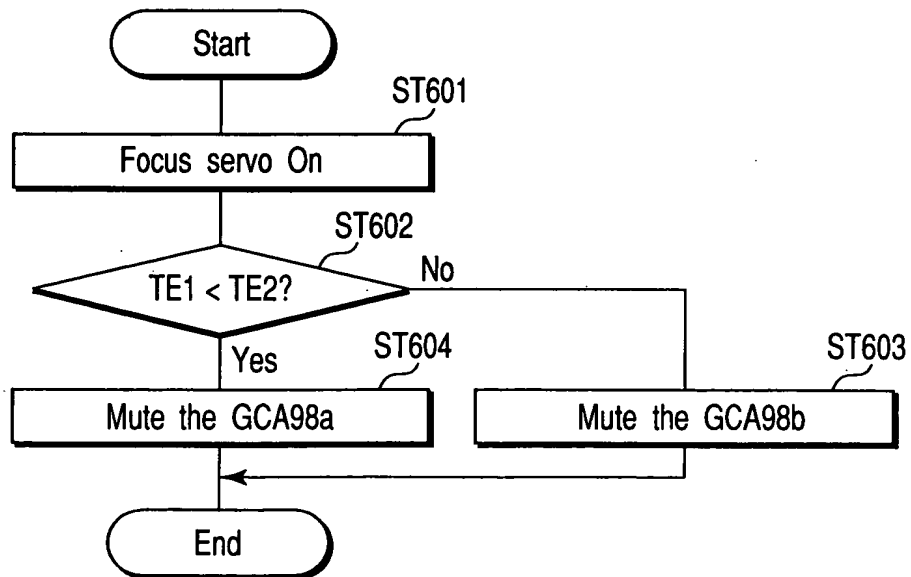 Start
ST601
Focus servo On
ST602
TE1 < TE2?
No
Yes
ST604
ST603
Mute the GCA98a
Mute the GCA98b
End